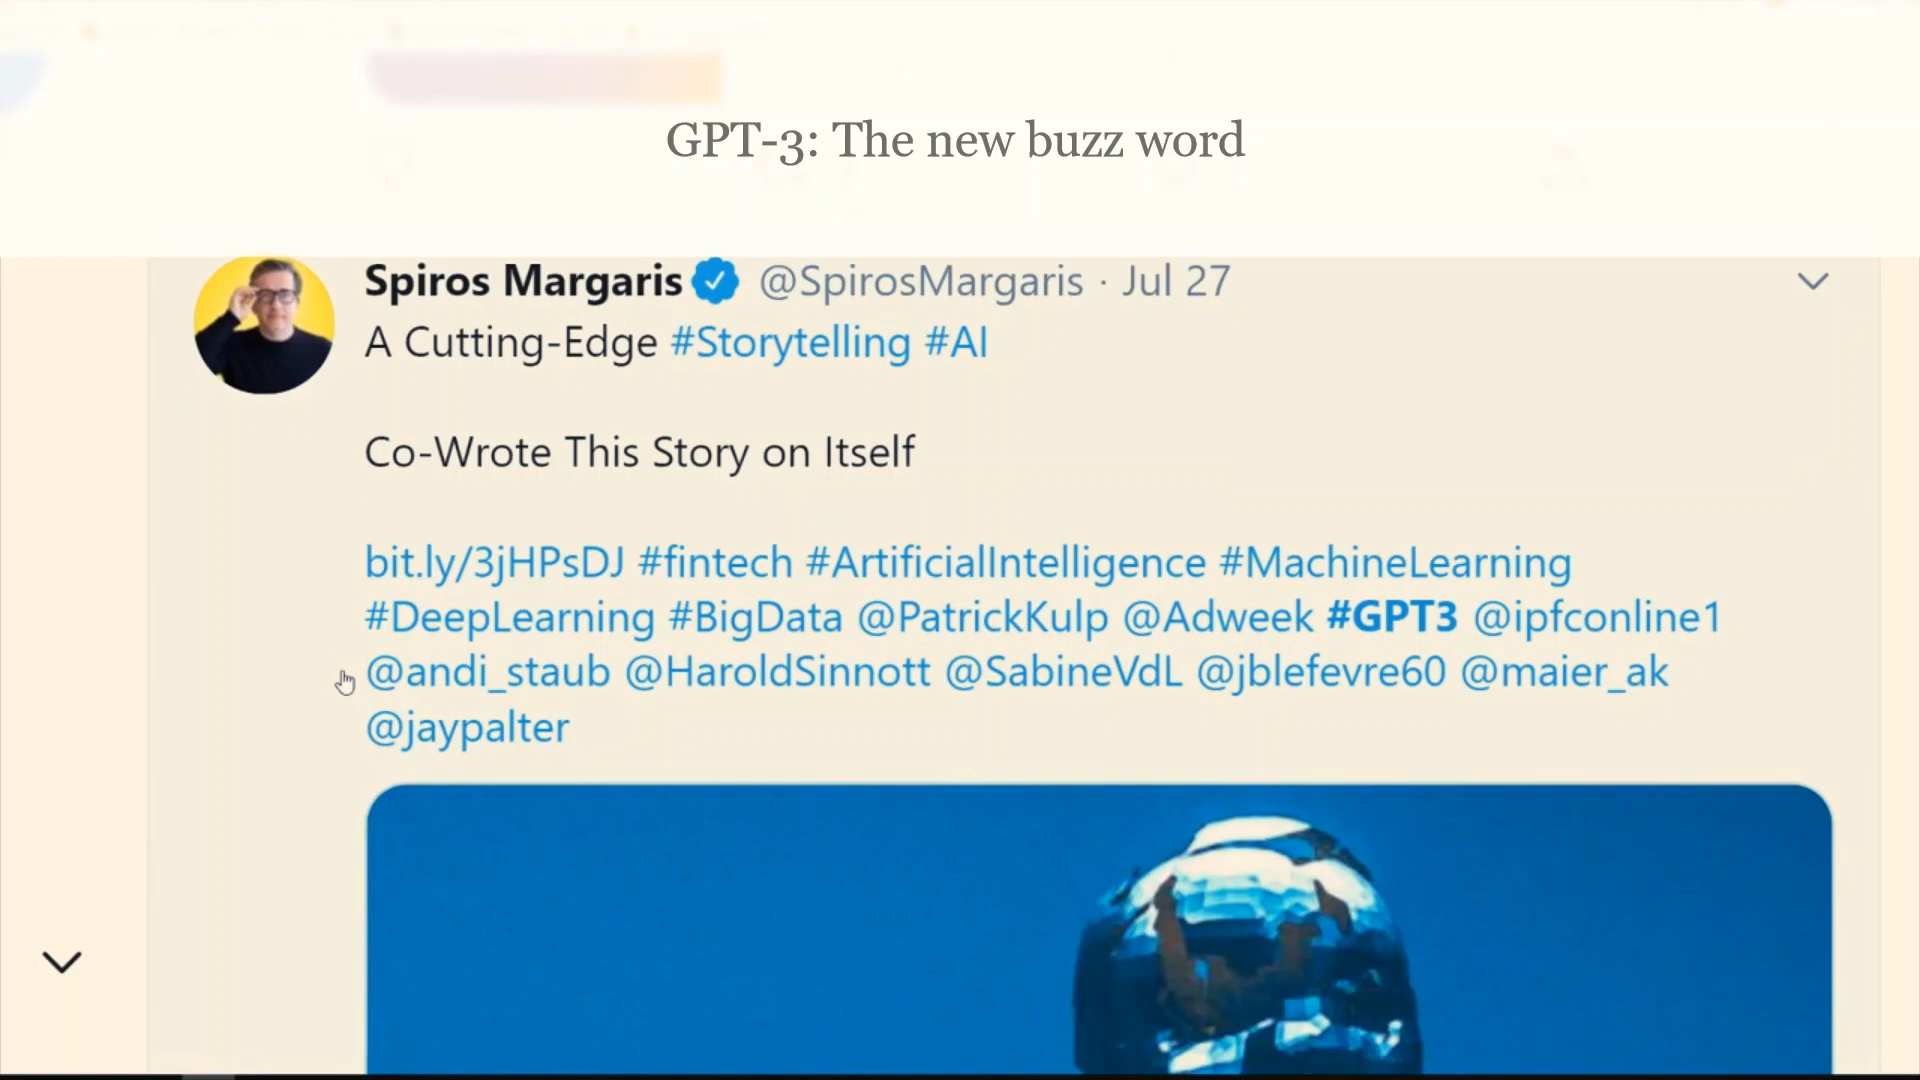 GPT-3: The new buzz word
Spiros Margaris @SpirosMargaris · Jul 27
A Cutting-Edge #Storytelling #AI
Co-Wrote This Story on Itself
bit.ly/3jHPsDJ #fintech #ArtificialIntelligence #MachineLearning
#DeepLearning #BigData @PatrickKulp @Adweek #GPT3 @ipfconline1
@andi_staub @HaroldSinnott @SabineVdL @jblefevre60 @maier_ak
@jaypalter